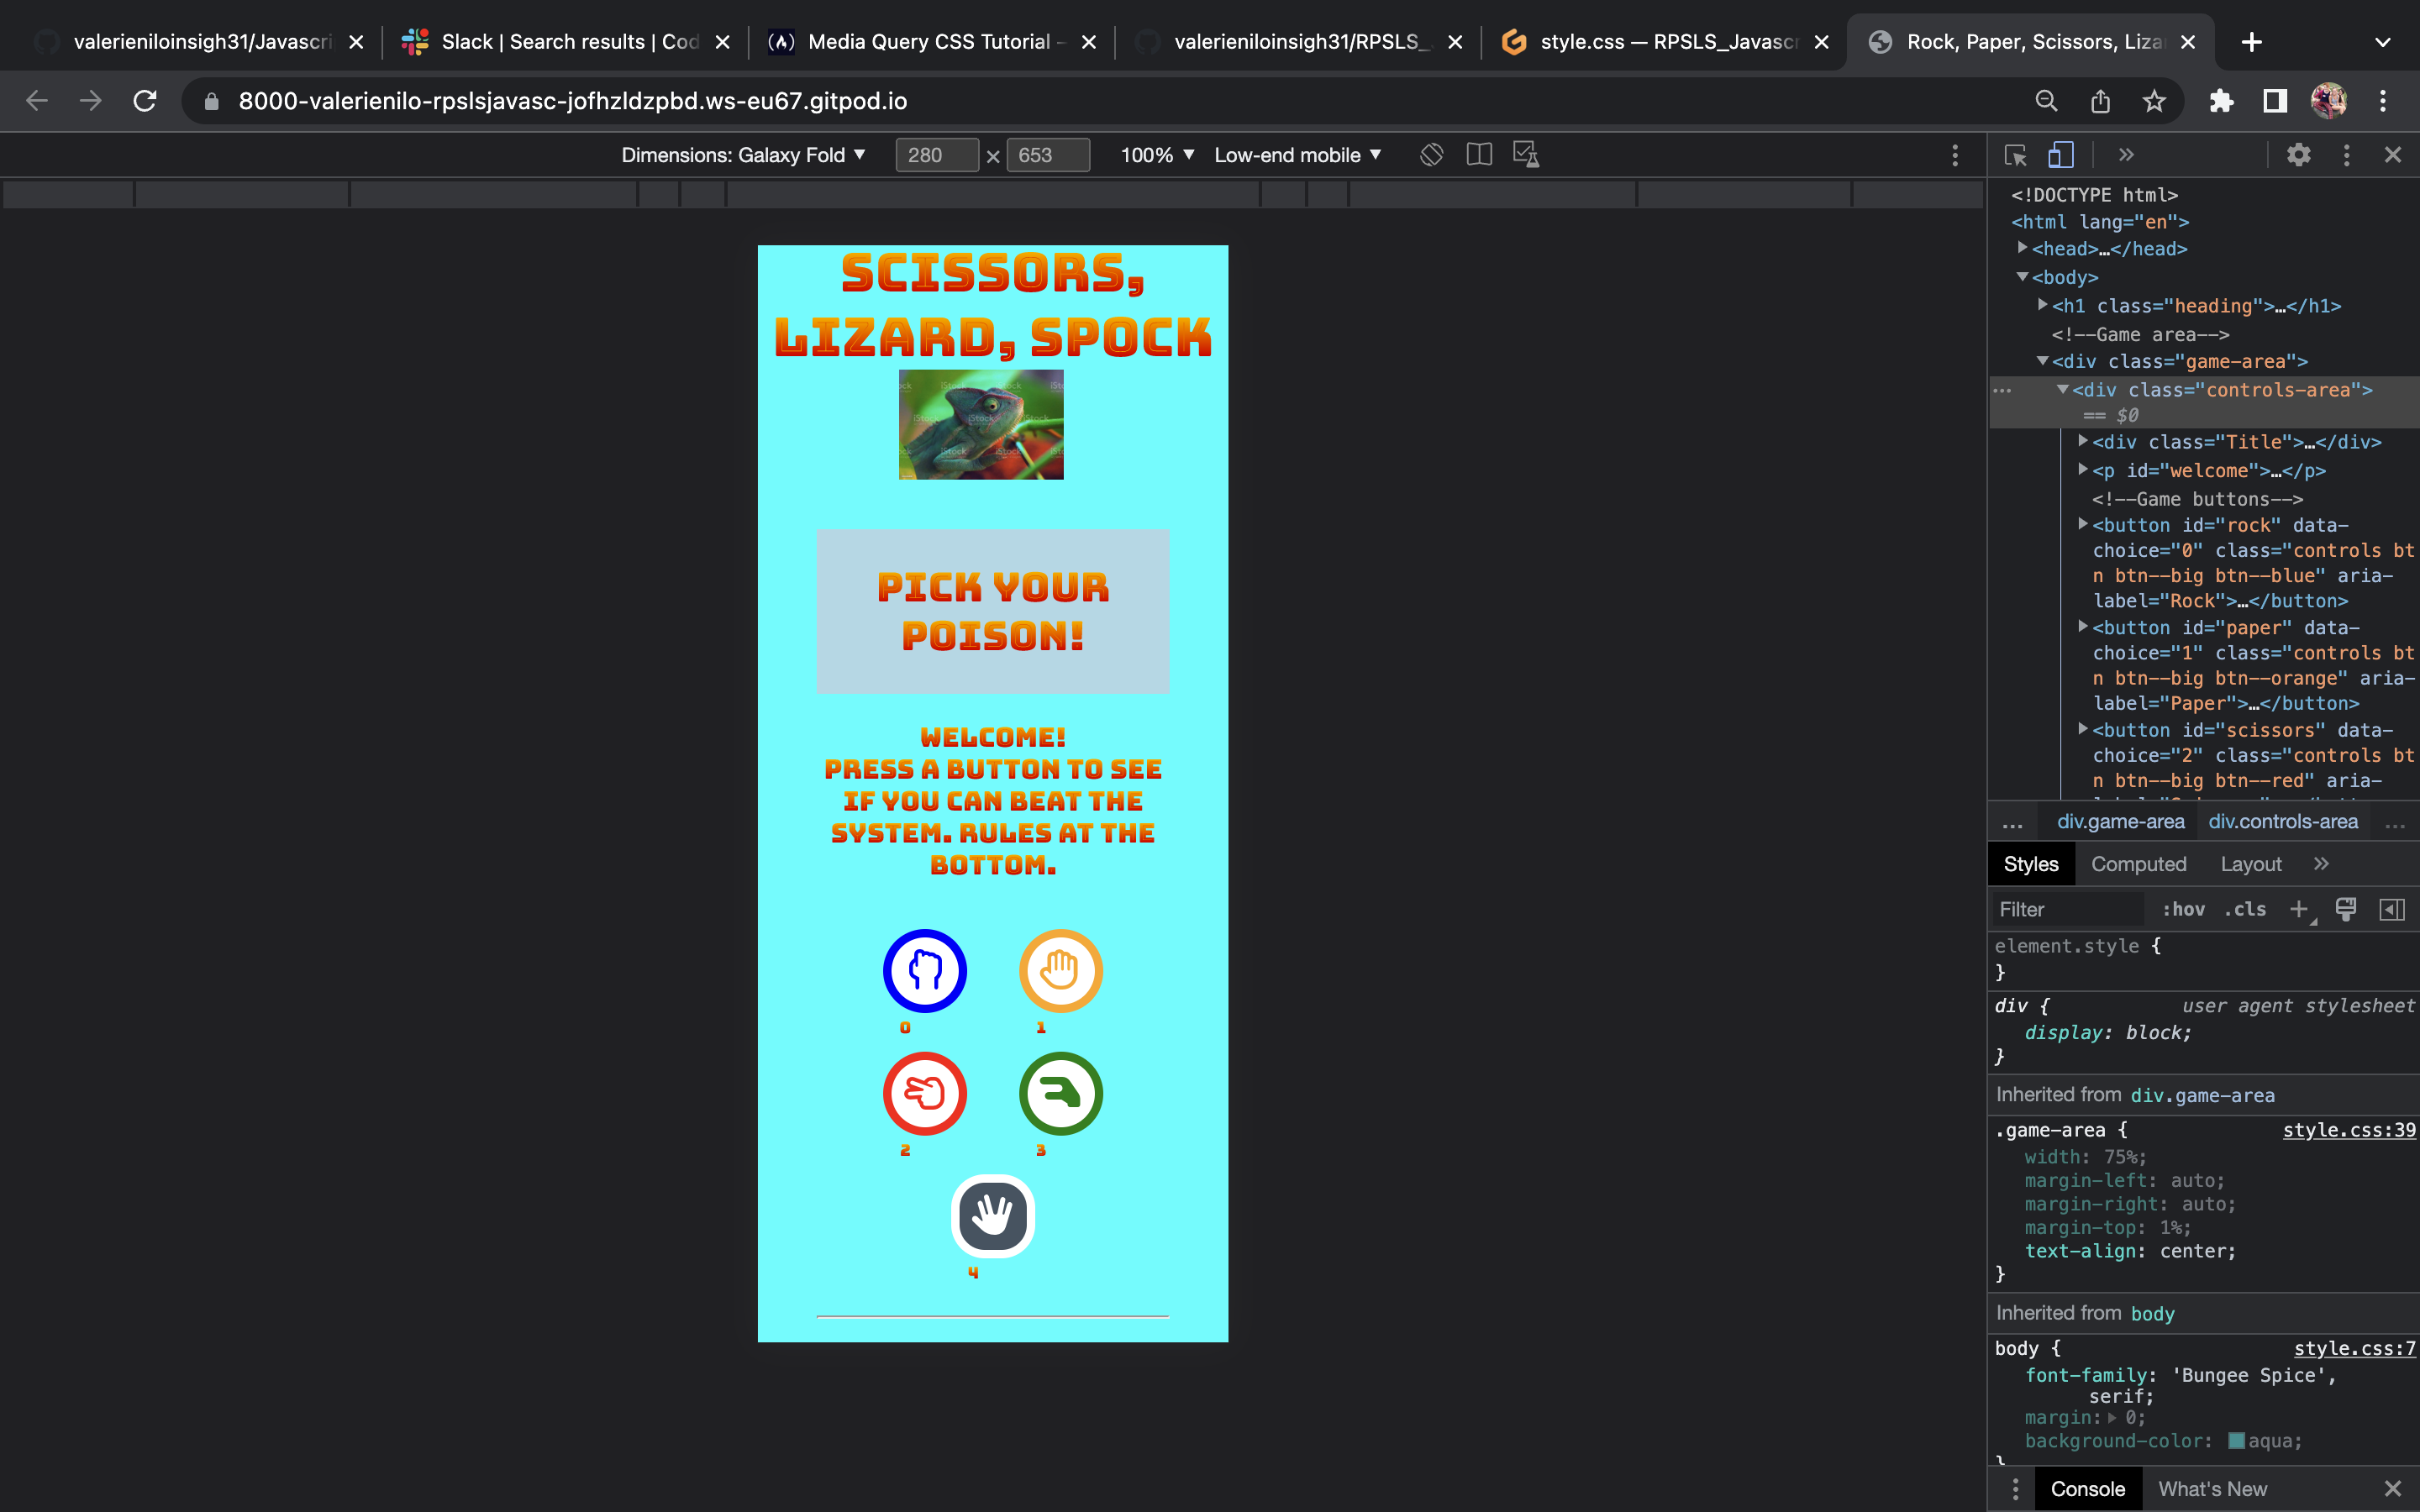 valerieniloinsigh31/Javascri
Slack | Search results | Cod
Media Query CSS Tutorial –
valerieniloinsigh31/RPSLS_
style.css — RPSLS_Javascr
Rock, Paper, Scissors, Liza
8000-valerienilo-rpslsjavasc-jofhzldzpbd.ws-eu67.gitpod.io
Dimensions: Galaxy Fold ▼ 280 × 653 100% ▼ Low-end mobile ▼
SCISSORS,
LIZARD, SPOCK
iStock iStock
iStock iStock
iStock iStock
PICK YOUR
POISON!
WELCOME!
PRESS A BUTTON TO SEE
IF YOU CAN BEAT THE
SYSTEM. RULES AT THE
BOTTOM.
0 1
2 3
4
<!DOCTYPE html>
<html lang="en">
<head>…</head>
<body>
<h1 class="heading">…</h1>
<!--Game area-->
<div class="game-area">
<div class="controls-area">
== $0
<div class="Title">…</div>
<p id="welcome">…</p>
<!--Game buttons-->
<button id="rock" data-
choice="0" class="controls bt
n btn--big btn--blue" aria-
label="Rock">…</button>
<button id="paper" data-
choice="1" class="controls bt
n btn--big btn--orange" aria-
label="Paper">…</button>
<button id="scissors" data-
choice="2" class="controls bt
n btn--big btn--red" aria-
... div.game-area div.controls-area ...
Styles Computed Layout »
Filter :hov .cls +
element.style {
}
div { user agent stylesheet
display: block;
}
Inherited from div.game-area
.game-area { style.css:39
width: 75%;
margin-left: auto;
margin-right: auto;
margin-top: 1%;
text-align: center;
}
Inherited from body
body { style.css:7
font-family: 'Bungee Spice',
serif;
margin: 0;
background-color: aqua;
}
Console What's New